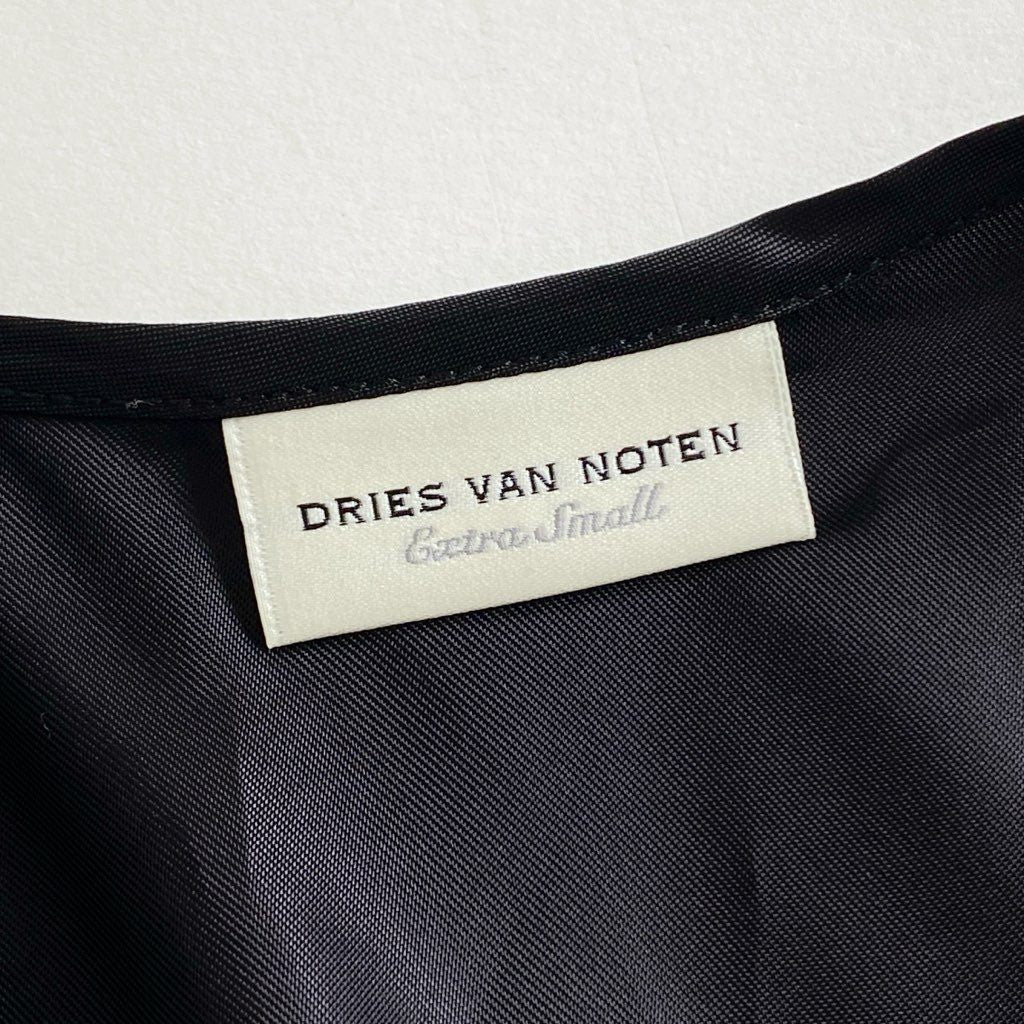 DRIES VAN NOTEN
Extra Small